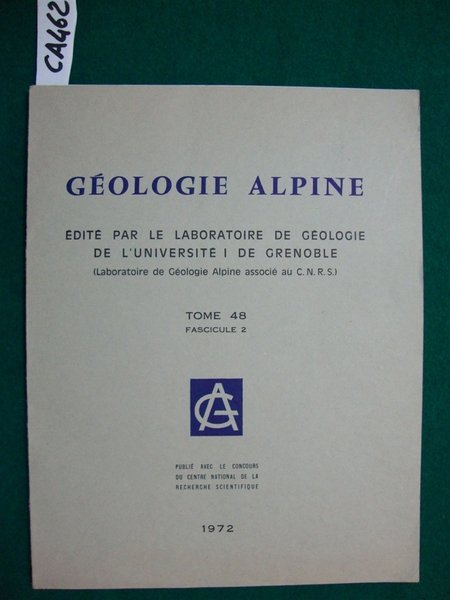 CA462
GÉOLOGIE ALPINE
ÉDITÉ PAR LE LABORATOIRE DE GÉOLOGIE
DE L'UNIVERSITÉ I DE GRENOBLE
(Laboratoire de Géologie Alpine associé au C.N.R.S.)
TOME 48
FASCICULE 2
GA
PUBLIÉ AVEC LE CONCOURS
DU CENTRE NATIONAL DE LA
RECHERCHE SCIENTIFIQUE
1972